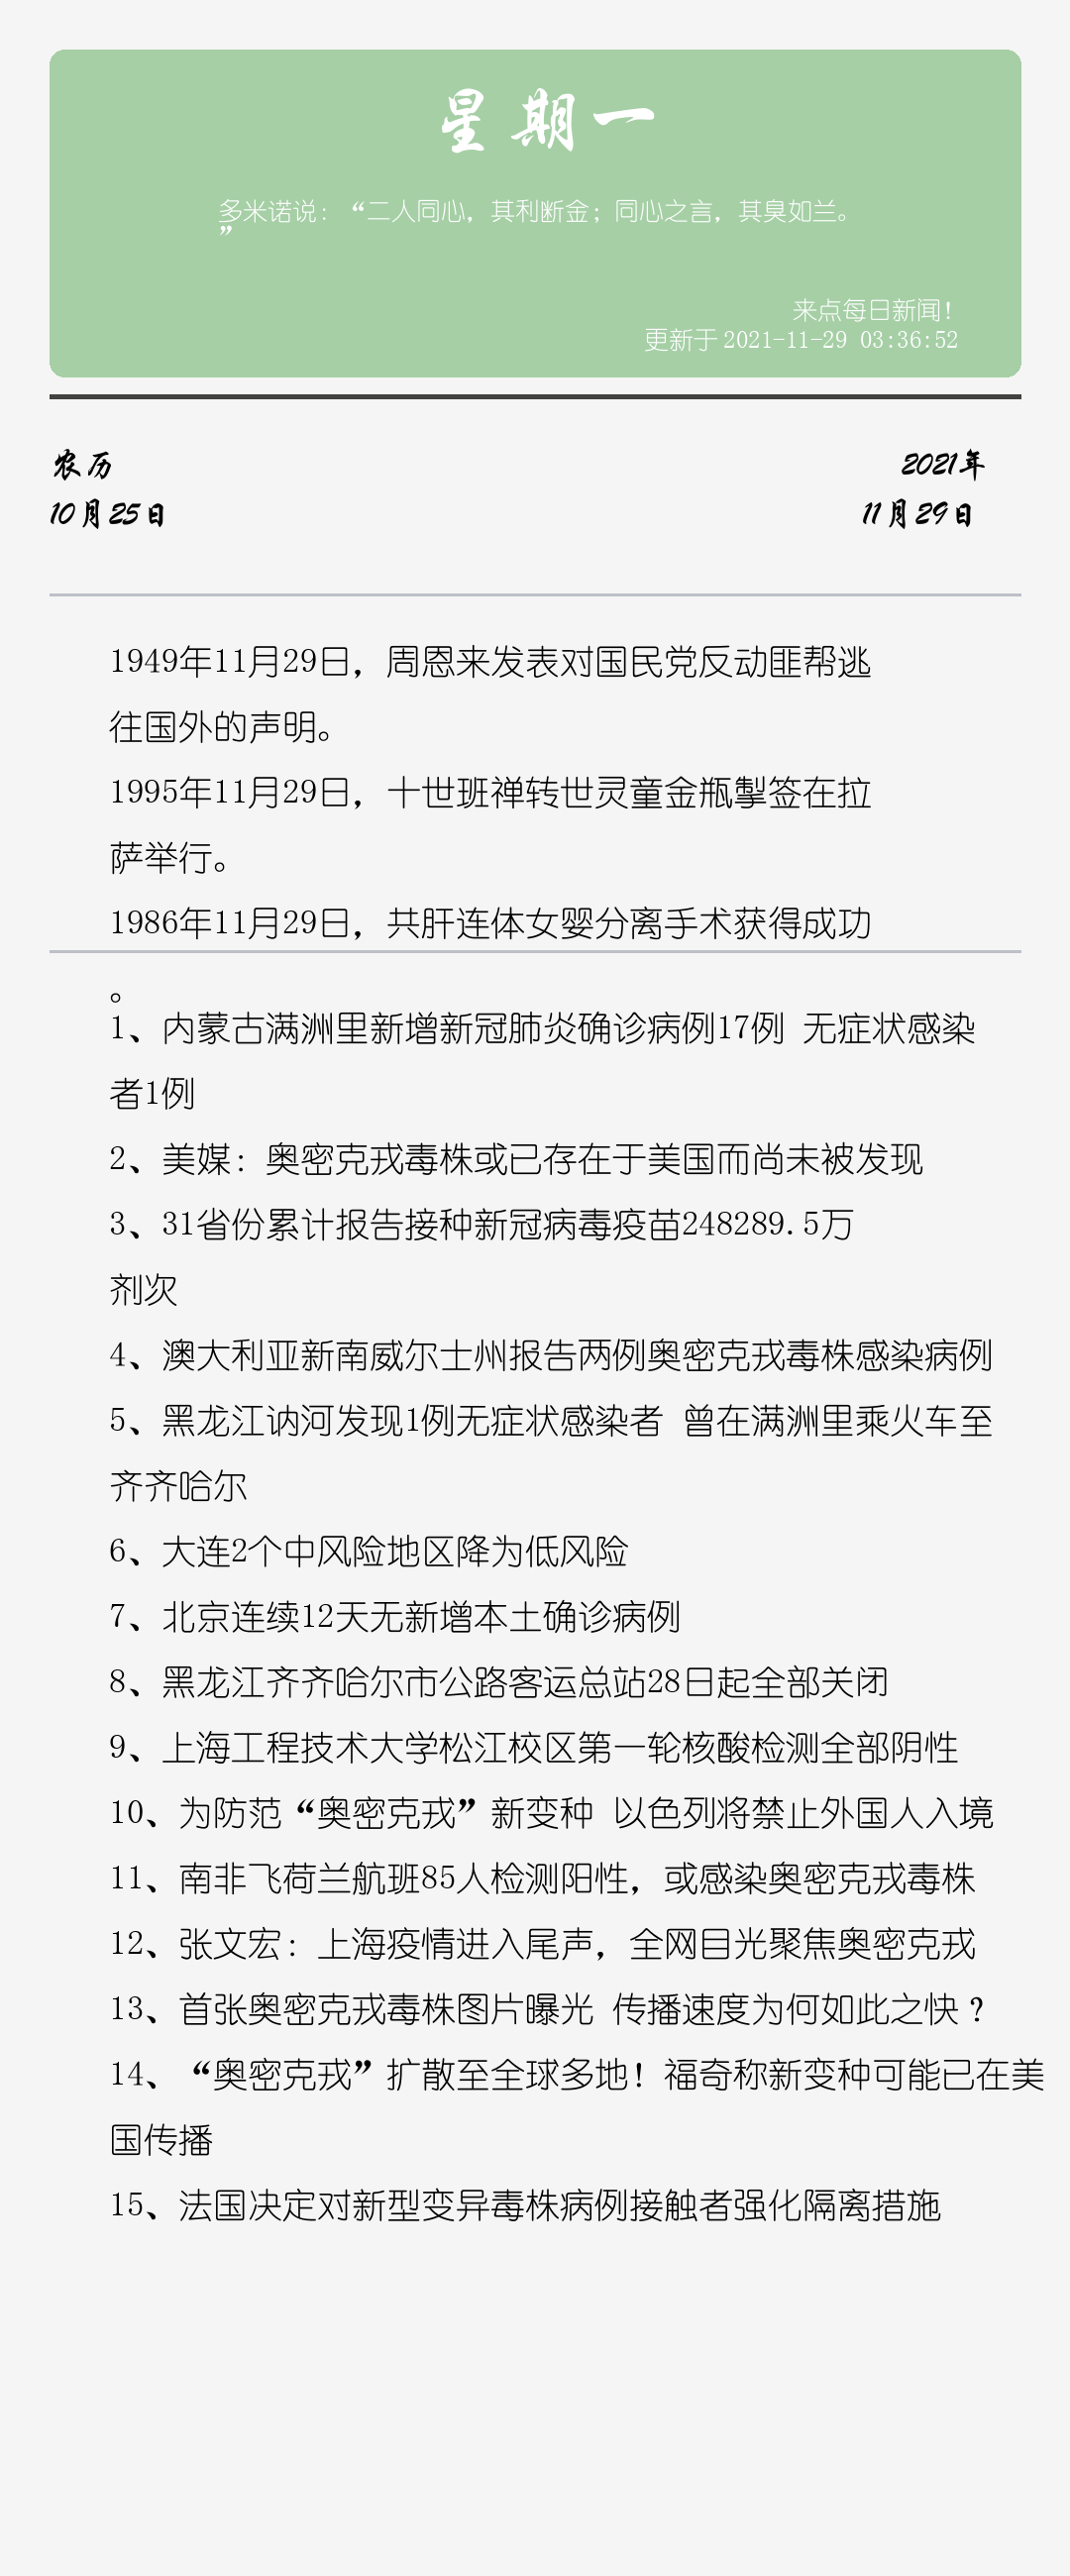 星期一
多米诺说：“二人同心，其利断金；同心之言，其臭如兰。
”
来点每日新闻！
更新于2021-11-29 03:36:52
农历
2021年
10月25日
11月29日
1949年11月29日，周恩来发表对国民党反动匪帮逃
往国外的声明。
1995年11月29日，十世班禅转世灵童金瓶掣签在拉
萨举行。
1986年11月29日，共肝连体女婴分离手术获得成功
。
1、内蒙古满洲里新增新冠肺炎确诊病例17例 无症状感染
者1例
2、美媒：奥密克戎毒株或已存在于美国而尚未被发现
3、31省份累计报告接种新冠病毒疫苗248289.5万
剂次
4、澳大利亚新南威尔士州报告两例奥密克戎毒株感染病例
5、黑龙江讷河发现1例无症状感染者 曾在满洲里乘火车至
齐齐哈尔
6、大连2个中风险地区降为低风险
7、北京连续12天无新增本土确诊病例
8、黑龙江齐齐哈尔市公路客运总站28日起全部关闭
9、上海工程技术大学松江校区第一轮核酸检测全部阴性
10、为防范“奥密克戎”新变种 以色列将禁止外国人入境
11、南非飞荷兰航班85人检测阳性，或感染奥密克戎毒株
12、张文宏：上海疫情进入尾声，全网目光聚焦奥密克戎
13、首张奥密克戎毒株图片曝光 传播速度为何如此之快？
14、“奥密克戎”扩散至全球多地！福奇称新变种可能已在美
国传播
15、法国决定对新型变异毒株病例接触者强化隔离措施